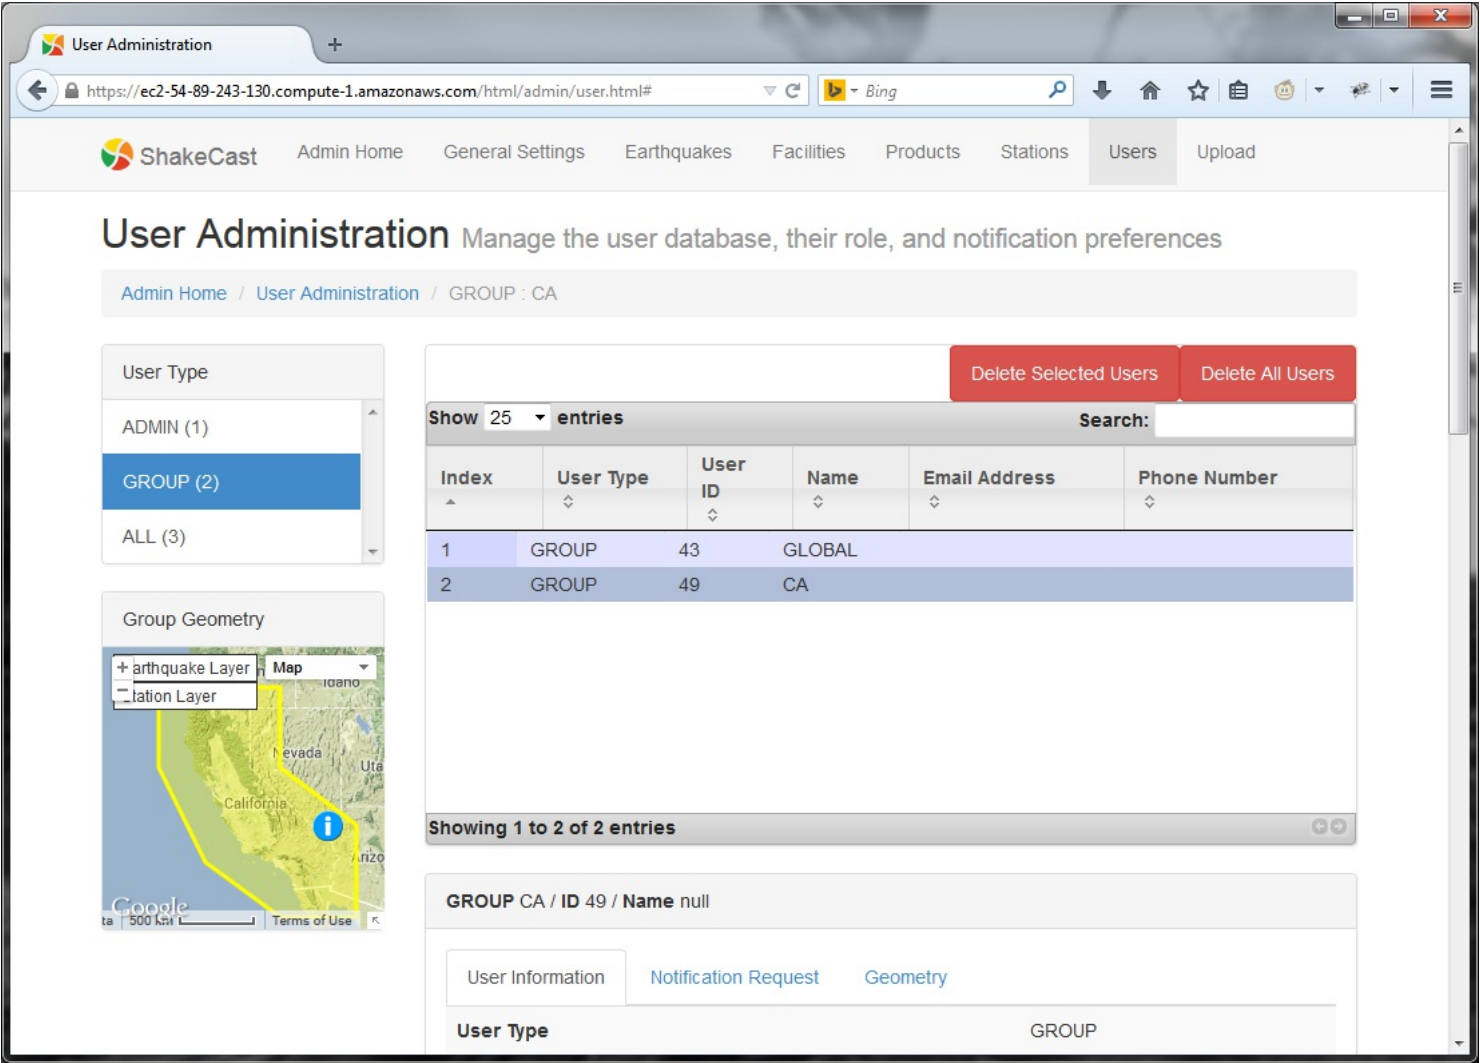 User Administration
https://ec2-54-89-243-130.compute-1.amazonaws.com/html/admin/user.html#
Bing
ShakeCast Admin Home General Settings Earthquakes Facilities Products Stations Users Upload
User Administration Manage the user database, their role, and notification preferences
Admin Home / User Administration / GROUP : CA
User Type
ADMIN (1)
GROUP (2)
ALL (3)
Group Geometry
arthquake Layer
Map
tation Layer
Idaho
Nevada
Uta
California
Arizo
Google
ta 500 km Terms of Use
Delete Selected Users Delete All Users
Show 25 entries Search:
Index User Type User ID Name Email Address Phone Number
1 GROUP 43 GLOBAL
2 GROUP 49 CA
Showing 1 to 2 of 2 entries
GROUP CA / ID 49 / Name null
User Information Notification Request Geometry
User Type GROUP